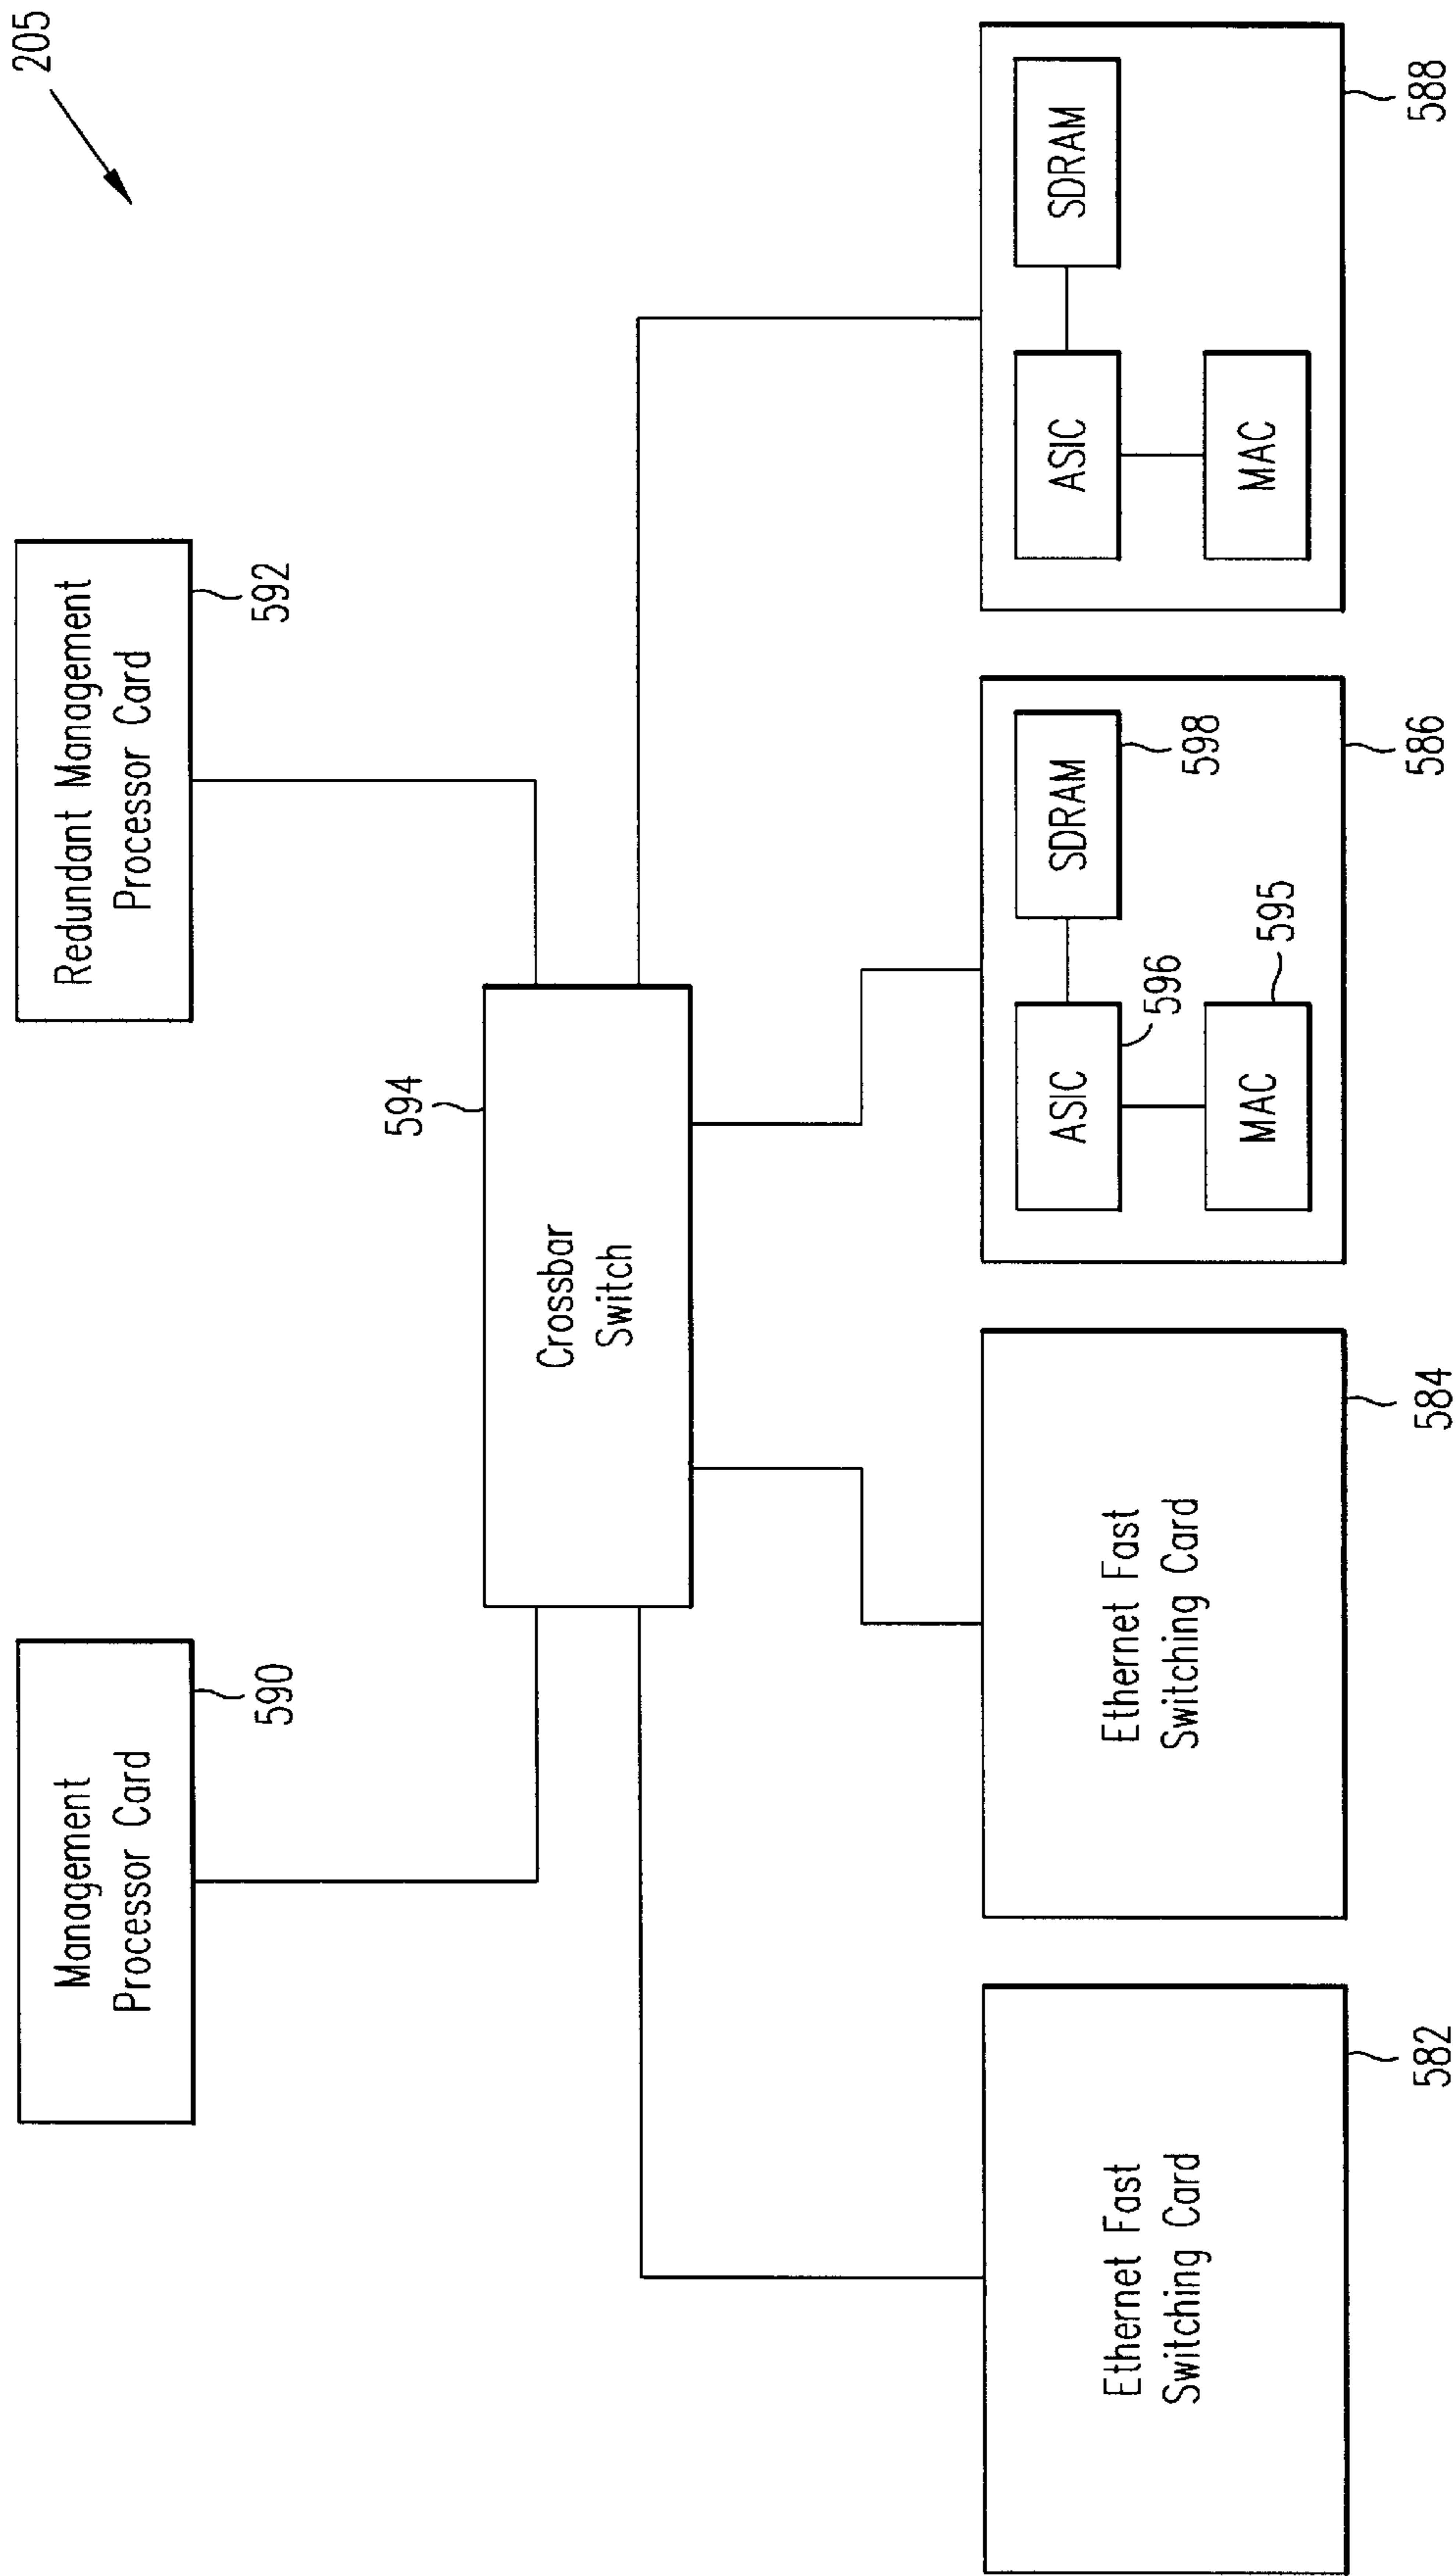 205
Management
Processor Card
590
Redundant Management
Processor Card
592
594
Crossbar
Switch
Ethernet Fast
Switching Card
582
Ethernet Fast
Switching Card
584
ASIC
596
SDRAM
598
MAC
595
586
ASIC
SDRAM
MAC
588